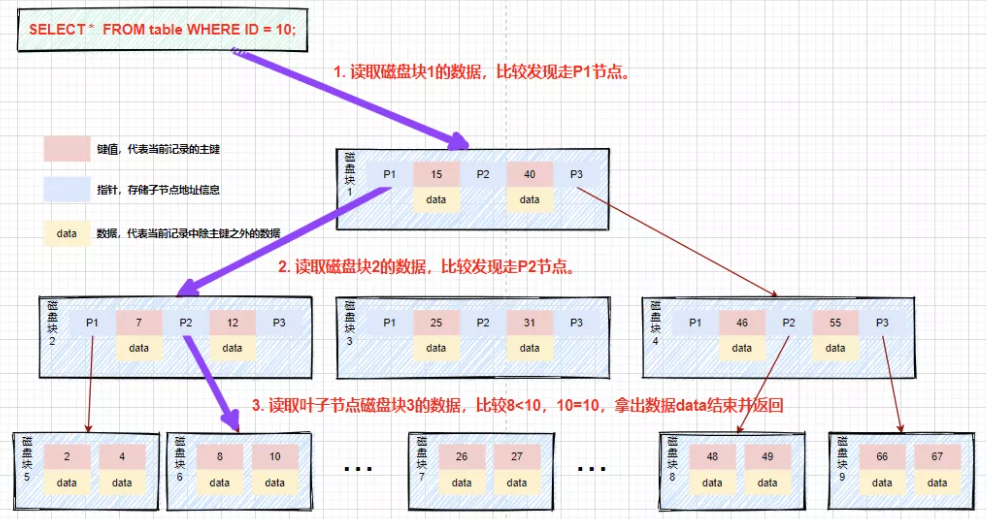 SELECT * FROM table WHERE ID = 10;
1. 读取磁盘块1的数据，比较发现走P1节点。
键值，代表当前记录的主键
指针，存储子节点地址信息
data 数据，代表当前记录中除主键之外的数据
磁盘块1
P1 15 P2 40 P3
data data
2. 读取磁盘块2的数据，比较发现走P2节点。
磁盘块2
P1 7 P2 12 P3
data data
磁盘块3
P1 25 P2 31 P3
data data
磁盘块4
P1 46 P2 55 P3
data data
3. 读取叶子节点磁盘块3的数据，比较8<10，10=10，拿出数据data结束并返回
磁盘块5
2 4
data data
磁盘块6
8 10
data data
...
磁盘块7
26 27
data data
...
磁盘块8
48 49
data data
磁盘块9
66 67
data data